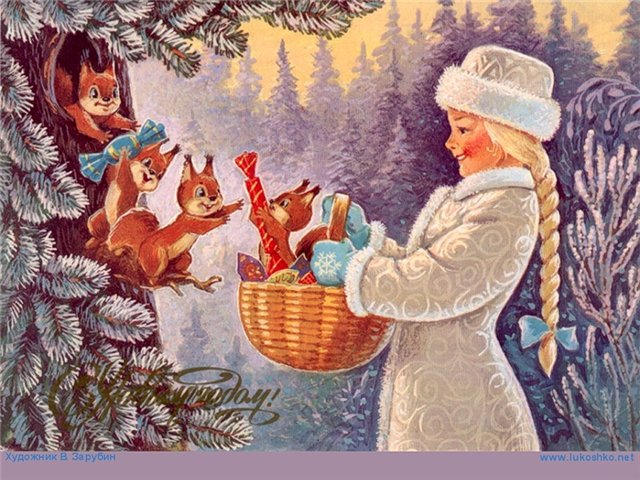 С Новым годом!
Художник В. Зарубин
www.lukoshko.net